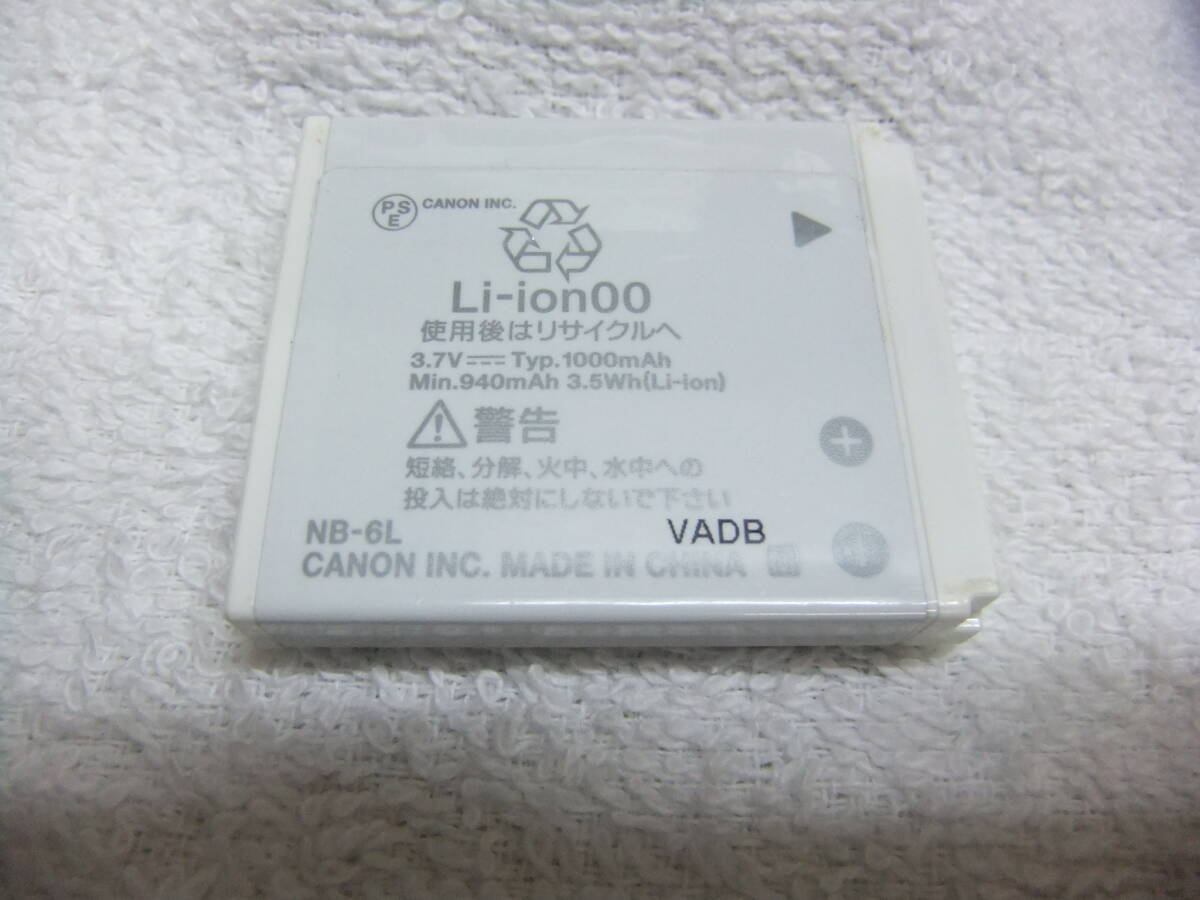 PSE CANON INC.
Li-ion00
使用後はリサイクルへ
3.7V⎓Typ.1000mAh
Min.940mAh 3.5Wh(Li-ion)
⚠警告
短絡、分解、火中、水中への
投入は絶対にしないで下さい
NB-6L VADB
CANON INC. MADE IN CHINA